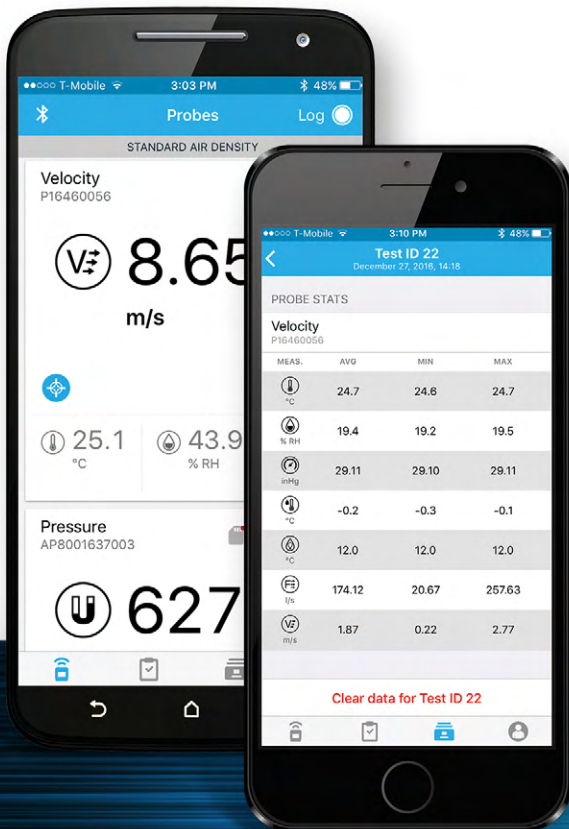 T-Mobile 3:03 PM 48%
Probes Log
STANDARD AIR DENSITY
Velocity
P16460056
V 8.65
m/s
25.1 43.9
°C % RH
Pressure
AP8001637003
U 627
T-Mobile 3:10 PM 48%
Test ID 22
December 27, 2016, 14:18
PROBE STATS
Velocity
P16460056
MEAS. AVG MIN MAX
24.7 24.6 24.7
°C
19.4 19.2 19.5
% RH
29.11 29.10 29.11
inHg
-0.2 -0.3 -0.1
°C
12.0 12.0 12.0
°C
F 174.12 20.67 257.63
l/s
V 1.87 0.22 2.77
m/s
Clear data for Test ID 22